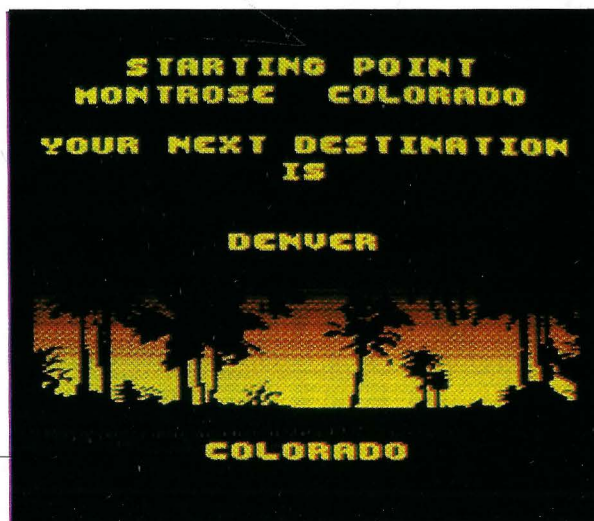 STARTING POINT
MONTROSE COLORADO
YOUR NEXT DESTINATION
IS
DENVER
COLORADO